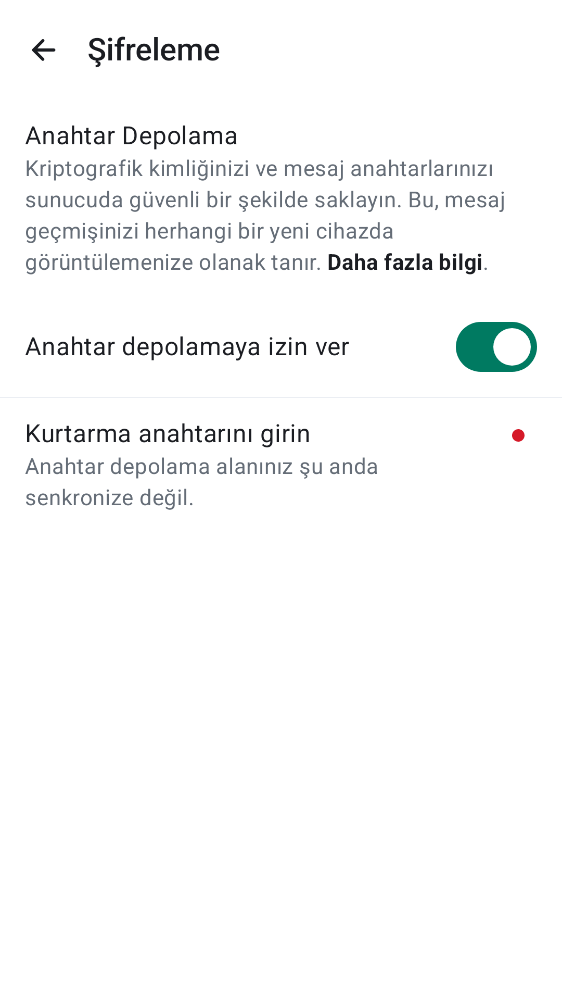 Şifreleme
Anahtar Depolama
Kriptografik kimliğinizi ve mesaj anahtarlarınızı
sunucuda güvenli bir şekilde saklayın. Bu, mesaj
geçmişinizi herhangi bir yeni cihazda
görüntülemenize olanak tanır. Daha fazla bilgi.
Anahtar depolamaya izin ver
Kurtarma anahtarını girin
Anahtar depolama alanınız şu anda
senkronize değil.